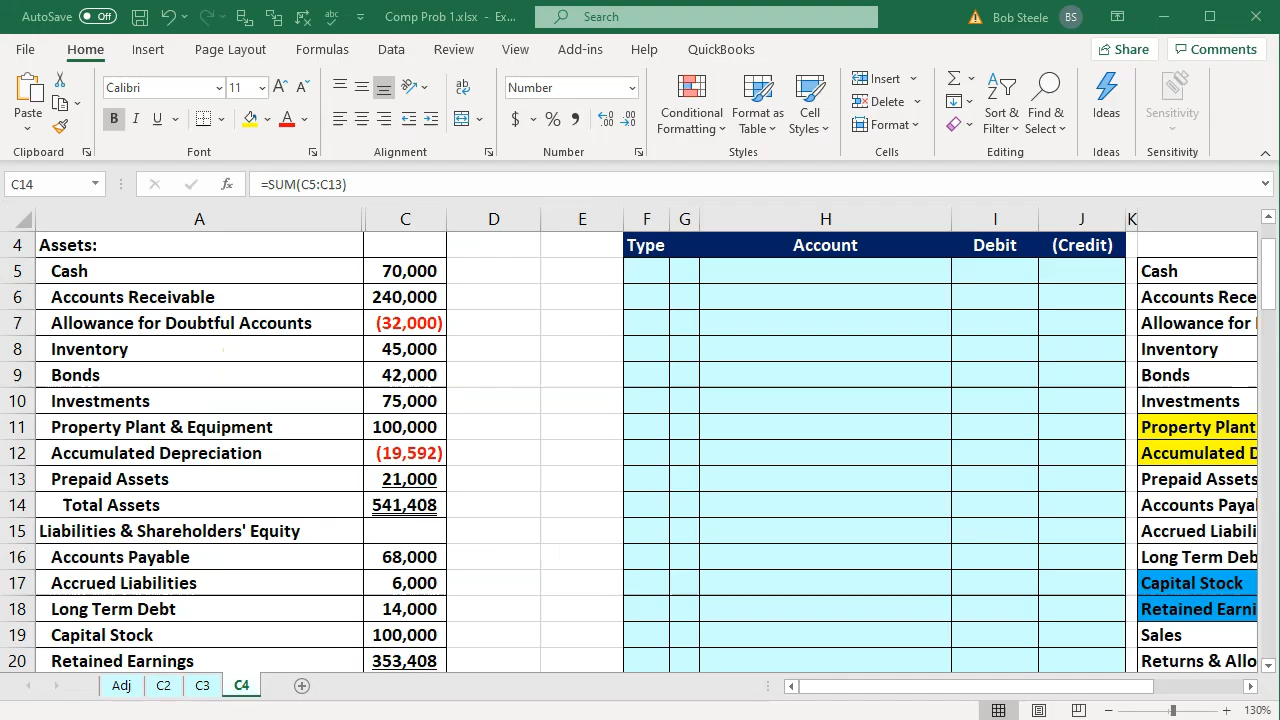 AutoSave Off Comp Prob 1.xlsx - Ex... Search Bob Steele BS
File Home Insert Page Layout Formulas Data Review View Add-ins Help QuickBooks Share Comments
Paste Calibri 11 Number Conditional Formatting Format as Table Cell Styles Insert Delete Format Sort & Filter Find & Select Ideas Sensitivity
Clipboard Font Alignment Number Styles Cells Editing Ideas Sensitivity
C14 fx =SUM(C5:C13)
A C D E F G H I J K
4 Assets: Type Account Debit (Credit)
5 Cash 70,000 Cash
6 Accounts Receivable 240,000 Accounts Rece
7 Allowance for Doubtful Accounts (32,000) Allowance for
8 Inventory 45,000 Inventory
9 Bonds 42,000 Bonds
10 Investments 75,000 Investments
11 Property Plant & Equipment 100,000 Property Plant
12 Accumulated Depreciation (19,592) Accumulated D
13 Prepaid Assets 21,000 Prepaid Assets
14 Total Assets 541,408 Accounts Paya
15 Liabilities & Shareholders' Equity Accrued Liabili
16 Accounts Payable 68,000 Long Term Deb
17 Accrued Liabilities 6,000 Capital Stock
18 Long Term Debt 14,000 Retained Earni
19 Capital Stock 100,000 Sales
20 Retained Earnings 353,408 Returns & Allo
Adj C2 C3 C4
130%